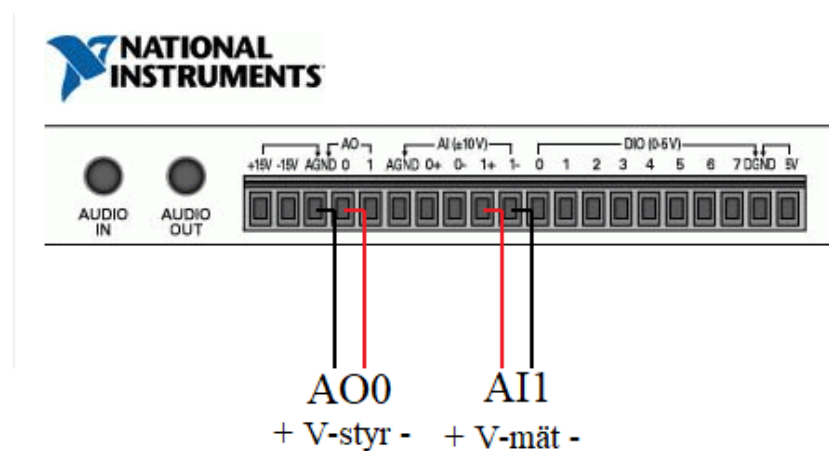 NATIONAL
INSTRUMENTS
AO AI (±10V) DIO (0-5V)
+15V -15V AGND 0 1 AGND 0+ 0- 1+ 1- 0 1 2 3 4 5 6 7 DGND 5V
AUDIO IN
AUDIO OUT
AO0 AI1
+ V-styr - + V-mät -